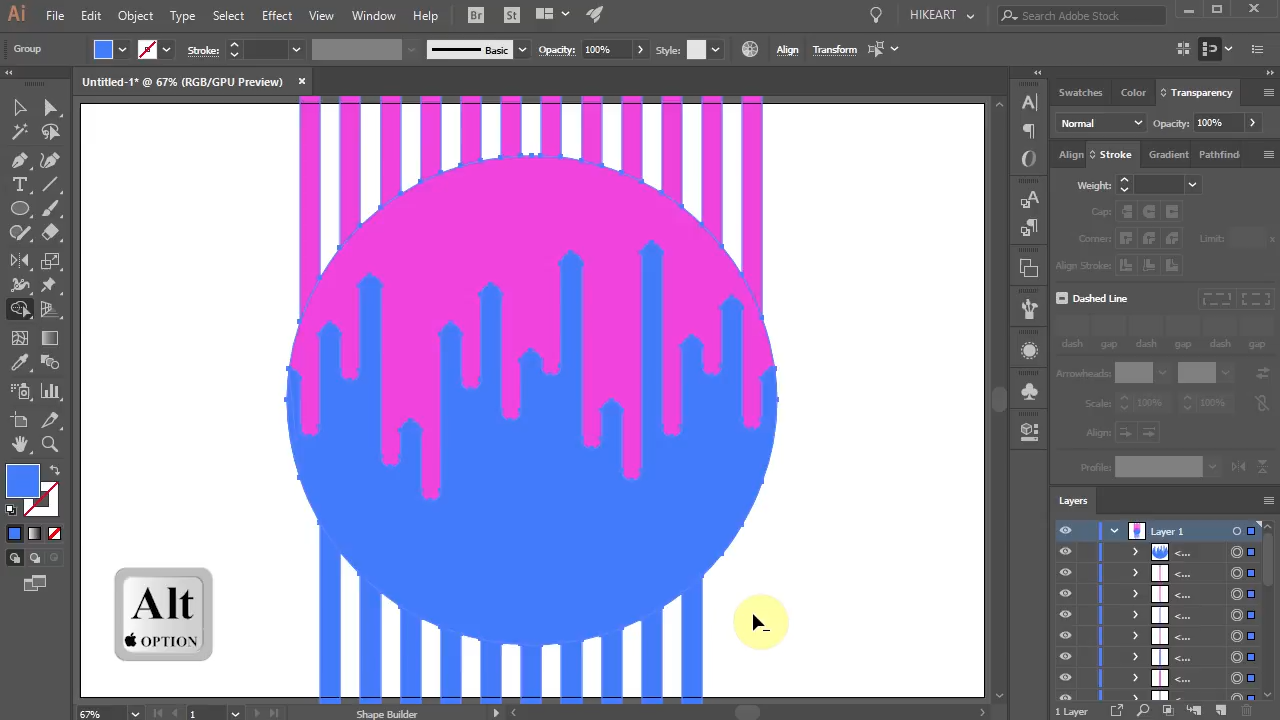 Ai File Edit Object Type Select Effect View Window Help Br St HIKEART Search Adobe Stock
Group Stroke: Basic Opacity: 100% Style: Align Transform
Untitled-1* @ 67% (RGB/GPU Preview)
Swatches Color Transparency
Normal Opacity: 100%
Align Stroke Gradient Pathfind
Weight:
Cap:
Corner: Limit: x
Align Stroke:
Dashed Line
dash gap dash gap dash gap
Arrowheads:
Scale: 100% 100%
Align:
Profile:
Layers
Layer 1
<...
<...
<...
<...
<...
<...
<...
Alt
OPTION
67% 1 Shape Builder
1 Layer